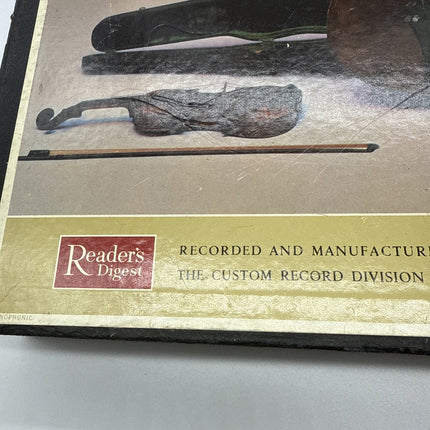 Reader's
Digest
RECORDED AND MANUFACTUR
THE CUSTOM RECORD DIVISION